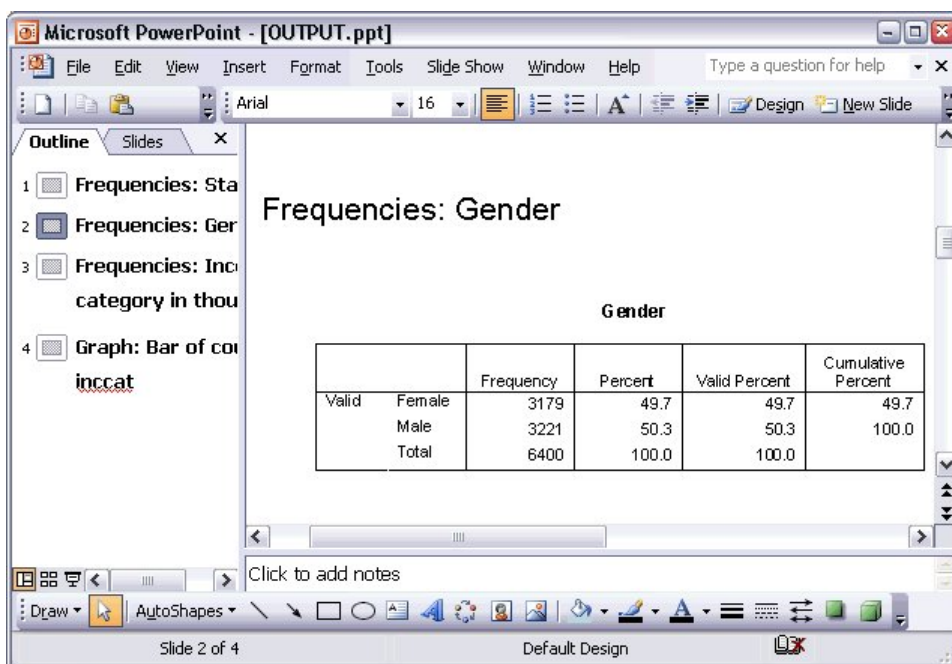 Microsoft PowerPoint - [OUTPUT.ppt]
File Edit View Insert Format Tools Slide Show Window Help Type a question for help
Arial 16 Design New Slide
Outline Slides
1 Frequencies: Sta
2 Frequencies: Ger
3 Frequencies: Inc
category in thou
4 Graph: Bar of cou
inccat
Frequencies: Gender
Gender
Frequency Percent Valid Percent Cumulative Percent
Valid Female 3179 49.7 49.7 49.7
Male 3221 50.3 50.3 100.0
Total 6400 100.0 100.0
Click to add notes
Draw AutoShapes
Slide 2 of 4 Default Design